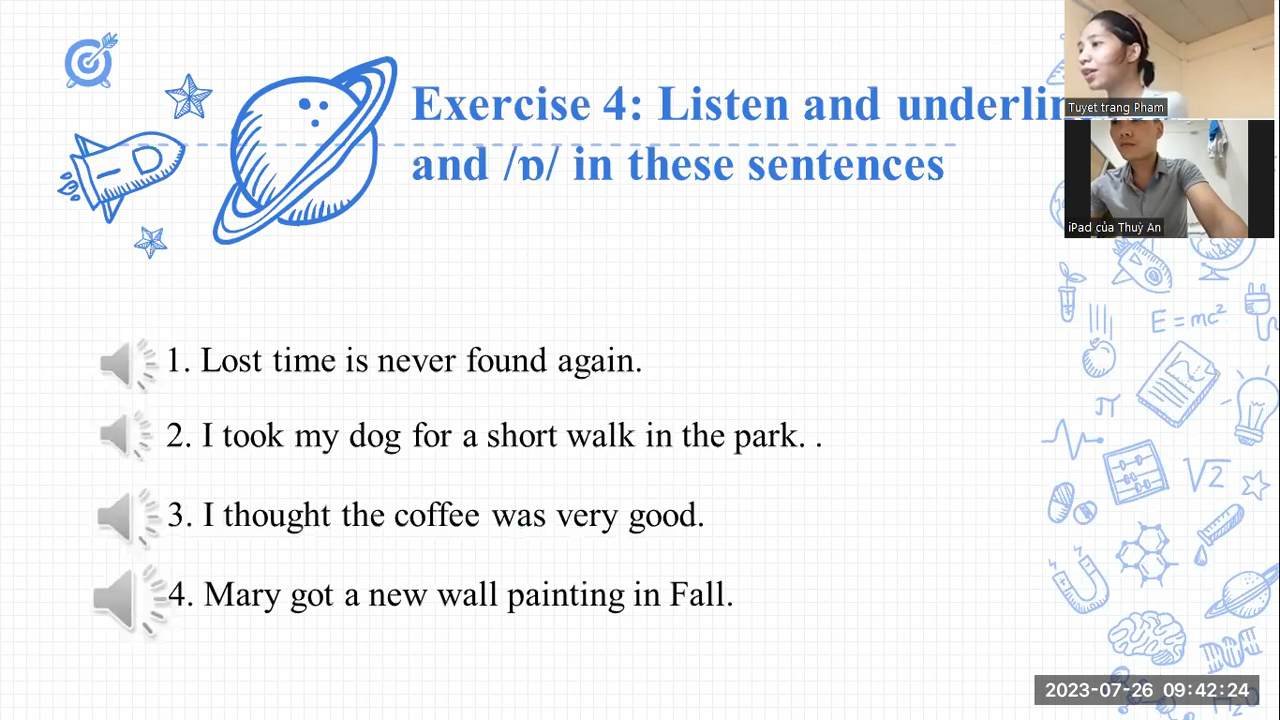 Exercise 4: Listen and underline
and /ɒ/ in these sentences
Tuyet trang Pham
iPad của Thuỳ An
1. Lost time is never found again.
2. I took my dog for a short walk in the park. .
3. I thought the coffee was very good.
4. Mary got a new wall painting in Fall.
E=mc²
π
√2
2023-07-26 09:42:24